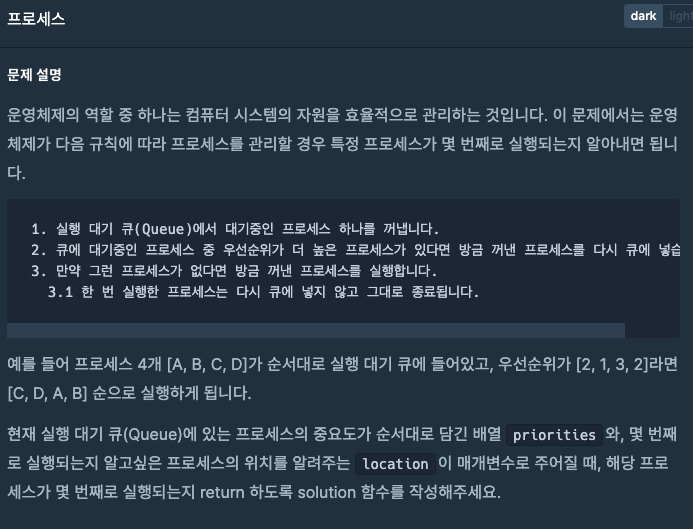 프로세스
dark
light
문제 설명
운영체제의 역할 중 하나는 컴퓨터 시스템의 자원을 효율적으로 관리하는 것입니다. 이 문제에서는 운영
체제가 다음 규칙에 따라 프로세스를 관리할 경우 특정 프로세스가 몇 번째로 실행되는지 알아내면 됩니
다.
1. 실행 대기 큐(Queue)에서 대기중인 프로세스 하나를 꺼냅니다.
2. 큐에 대기중인 프로세스 중 우선순위가 더 높은 프로세스가 있다면 방금 꺼낸 프로세스를 다시 큐에 넣습
3. 만약 그런 프로세스가 없다면 방금 꺼낸 프로세스를 실행합니다.
3.1 한 번 실행한 프로세스는 다시 큐에 넣지 않고 그대로 종료됩니다.
예를 들어 프로세스 4개 [A, B, C, D]가 순서대로 실행 대기 큐에 들어있고, 우선순위가 [2, 1, 3, 2]라면
[C, D, A, B] 순으로 실행하게 됩니다.
현재 실행 대기 큐(Queue)에 있는 프로세스의 중요도가 순서대로 담긴 배열 priorities 와, 몇 번째
로 실행되는지 알고싶은 프로세스의 위치를 알려주는 location 이 매개변수로 주어질 때, 해당 프로
세스가 몇 번째로 실행되는지 return 하도록 solution 함수를 작성해주세요.